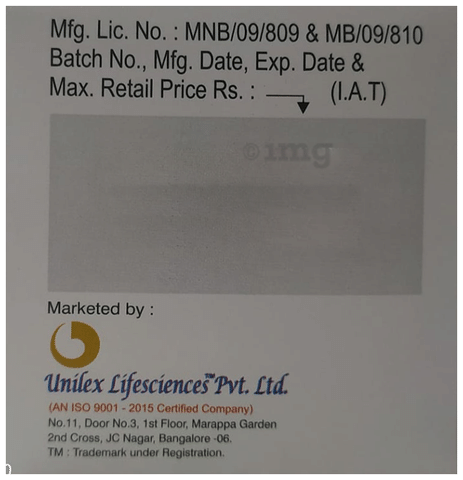 Mfg. Lic. No. : MNB/09/809 & MB/09/810
Batch No., Mfg. Date, Exp. Date &
Max. Retail Price Rs. : (I.A.T)
1mg
Marketed by :
Unilex Lifesciences™ Pvt. Ltd.
(AN ISO 9001 - 2015 Certified Company)
No.11, Door No.3, 1st Floor, Marappa Garden
2nd Cross, JC Nagar, Bangalore -06.
TM : Trademark under Registration.